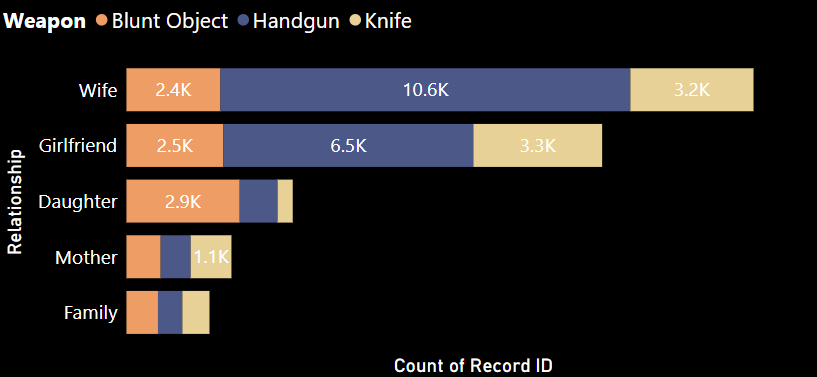 Weapon Blunt Object Handgun Knife
Wife 2.4K 10.6K 3.2K
Girlfriend 2.5K 6.5K 3.3K
Daughter 2.9K
Mother 1.1K
Family
Relationship
Count of Record ID